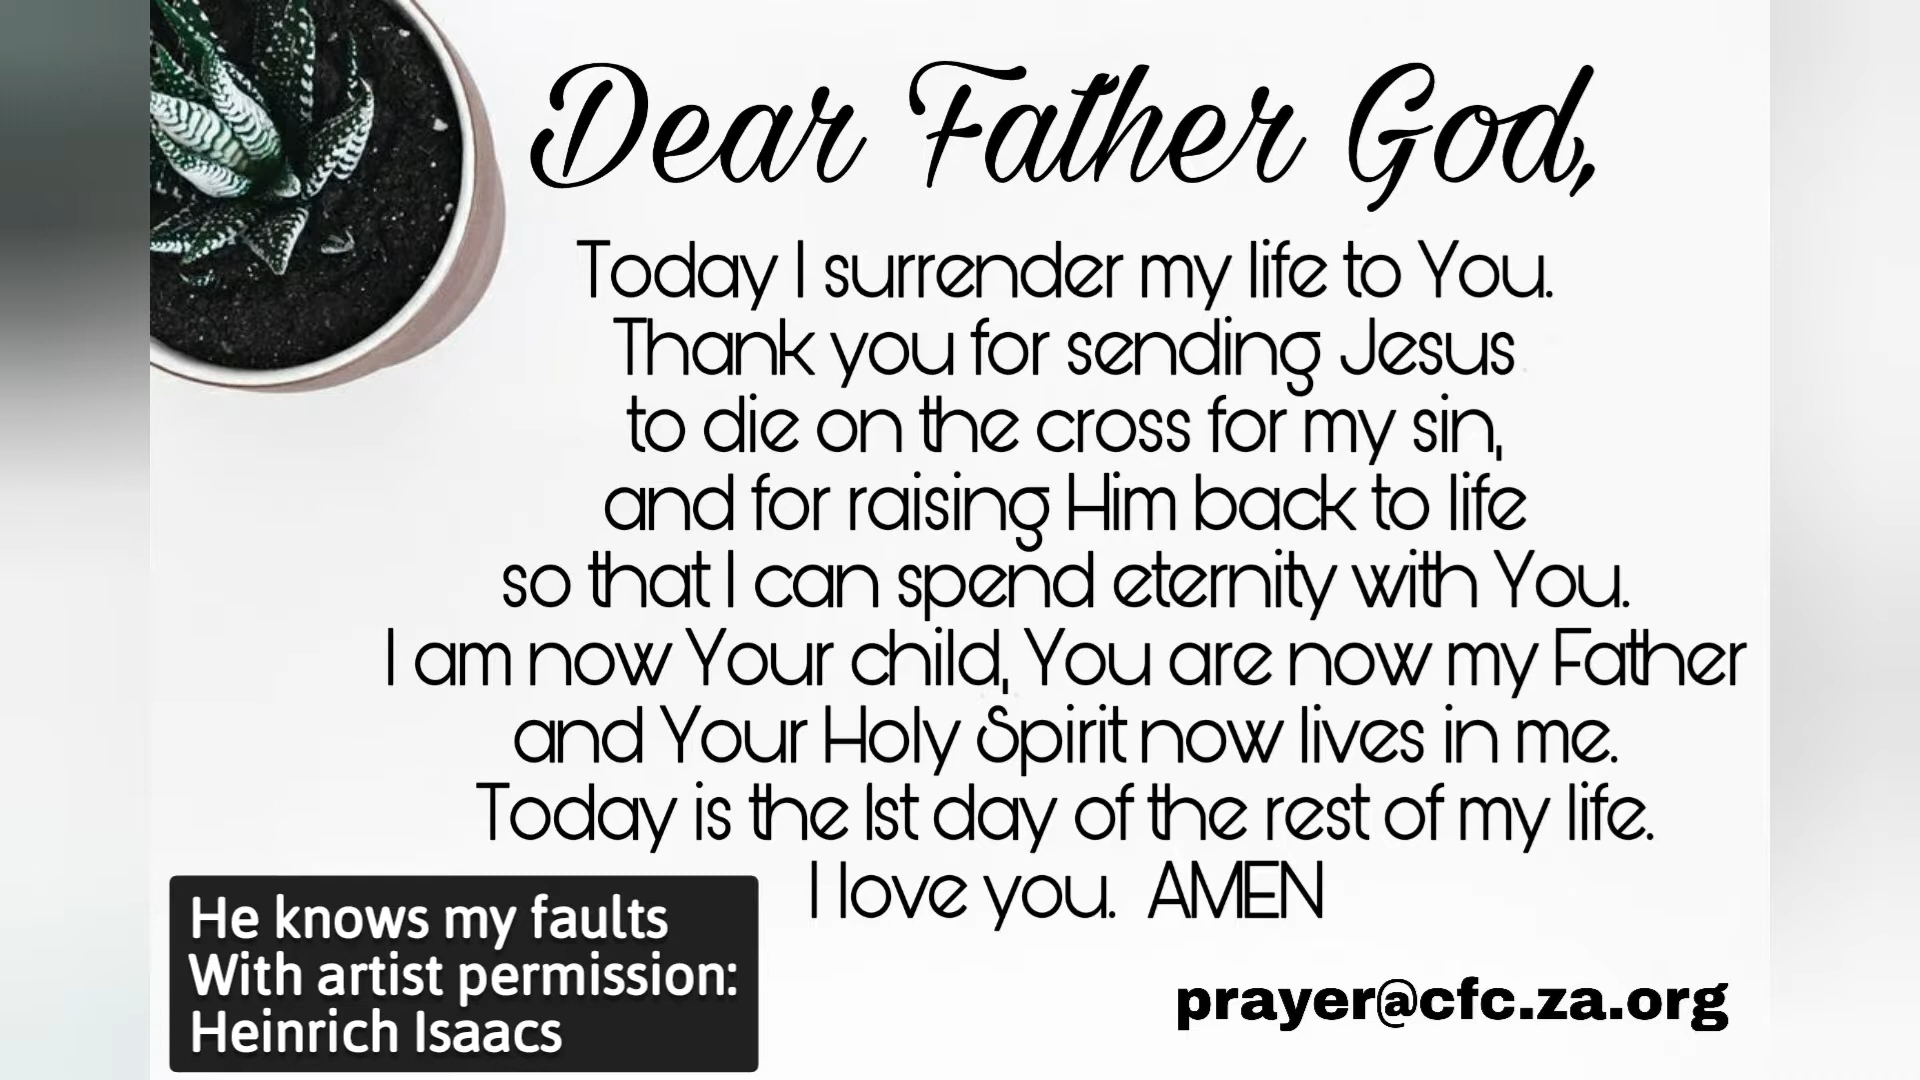 Dear Father God,
Today I surrender my life to You.
Thank you for sending Jesus
to die on the cross for my sin,
and for raising Him back to life
so that I can spend eternity with You.
I am now Your child, You are now my Father
and Your Holy Spirit now lives in me.
Today is the 1st day of the rest of my life.
I love you. AMEN
He knows my faults
With artist permission:
Heinrich Isaacs
prayer@cfc.za.org